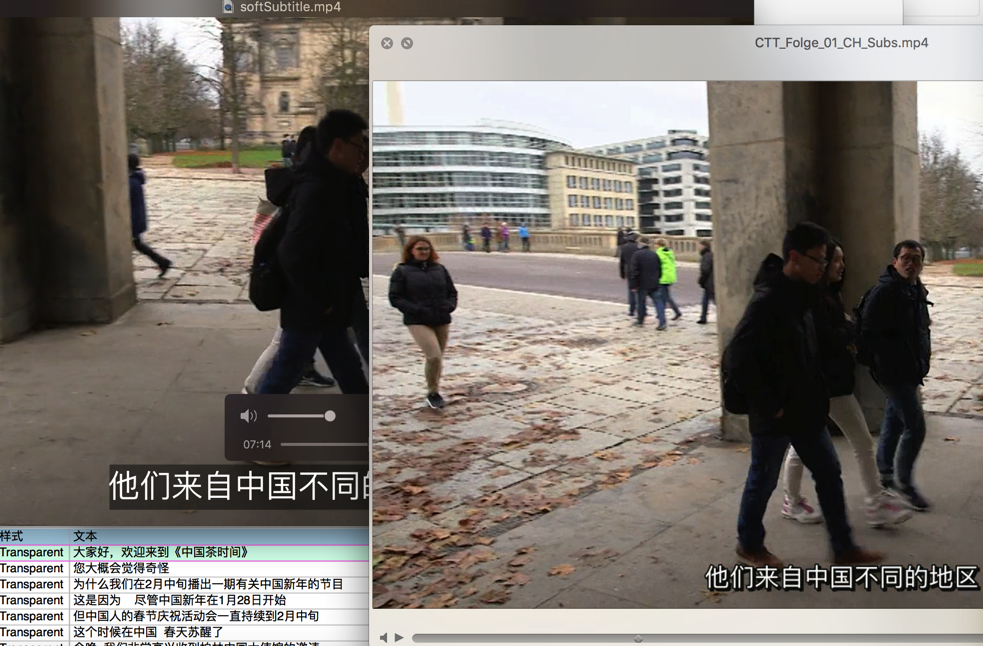 softSubtitle.mp4
CTT_Folge_01_CH_Subs.mp4
07:14
他们来自中国不同的
他们来自中国不同的地区
样式 文本
Transparent 大家好，欢迎来到《中国茶时间》
Transparent 您大概会觉得奇怪
Transparent 为什么我们在2月中旬播出一期有关中国新年的节目
Transparent 这是因为 尽管中国新年在1月28日开始
Transparent 但中国人的春节庆祝活动会一直持续到2月中旬
Transparent 这个时候在中国 春天苏醒了